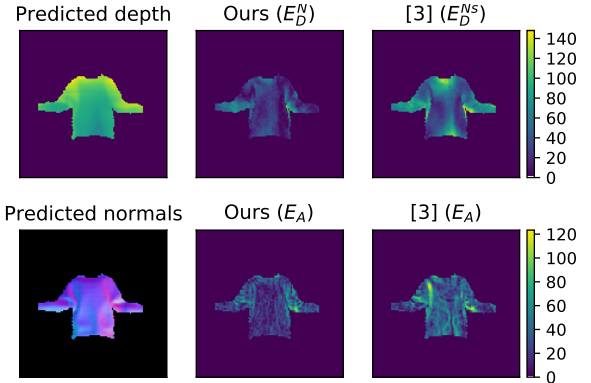 Predicted depth
Ours (E_D^N)
[3] (E_D^{Ns})
140
120
100
80
60
40
20
0
Predicted normals
Ours (E_A)
[3] (E_A)
120
100
80
60
40
20
0